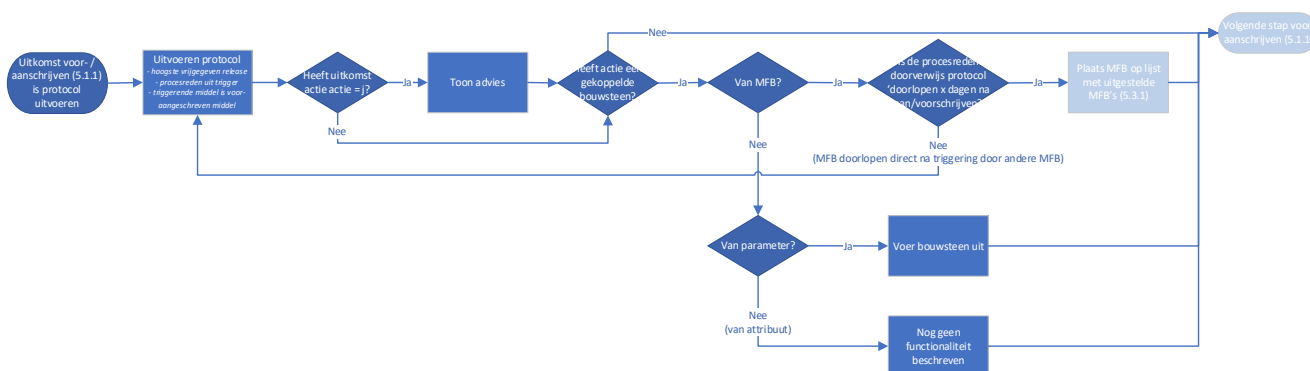 Uitkomst voor- /
aanschrijven (5.1.1)
is protocol
uitvoeren
Uitvoeren protocol
- hoogste vrijgegeven release
- procesreden uit trigger
- triggerende middel is voor-
aangeschreven middel
Heeft uitkomst
actie actie = j?
Ja
Nee
Toon advies
Heeft actie een
gekoppelde
bouwsteen?
Nee
Ja
Van MFB?
Ja
Nee
Is de procesreden
doorverwijs protocol
‘doorlopen x dagen na
aan/voorschrijven?
Ja
Nee
(MFB doorlopen direct na triggering door andere MFB)
Plaats MFB op lijst
met uitgestelde
MFB's (5.3.1)
Volgende stap voor
aanschrijven (5.1.1
Van parameter?
Ja
Voer bouwsteen uit
Nee
(van attribuut)
Nog geen
functionaliteit
beschreven